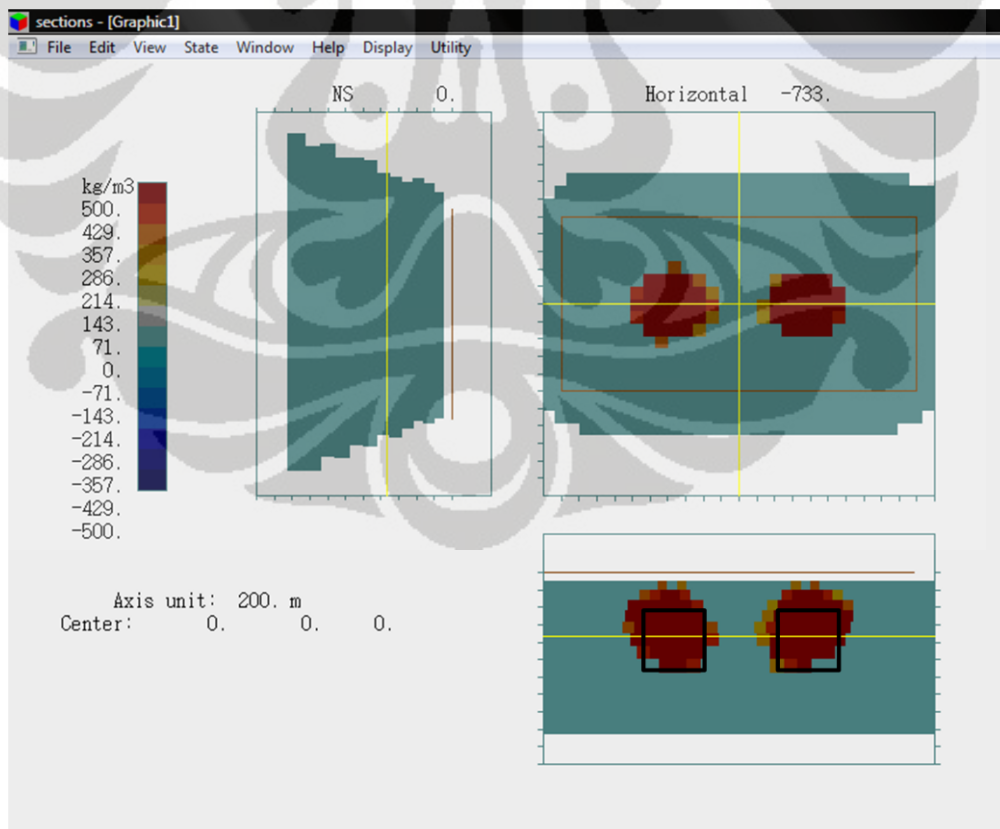 sections - [Graphic1]
File Edit View State Window Help Display Utility
NS 0.
Horizontal -733.
kg/m3
500.
429.
357.
286.
214.
143.
71.
0.
-71.
-143.
-214.
-286.
-357.
-429.
-500.
Axis unit: 200. m
Center: 0. 0. 0.